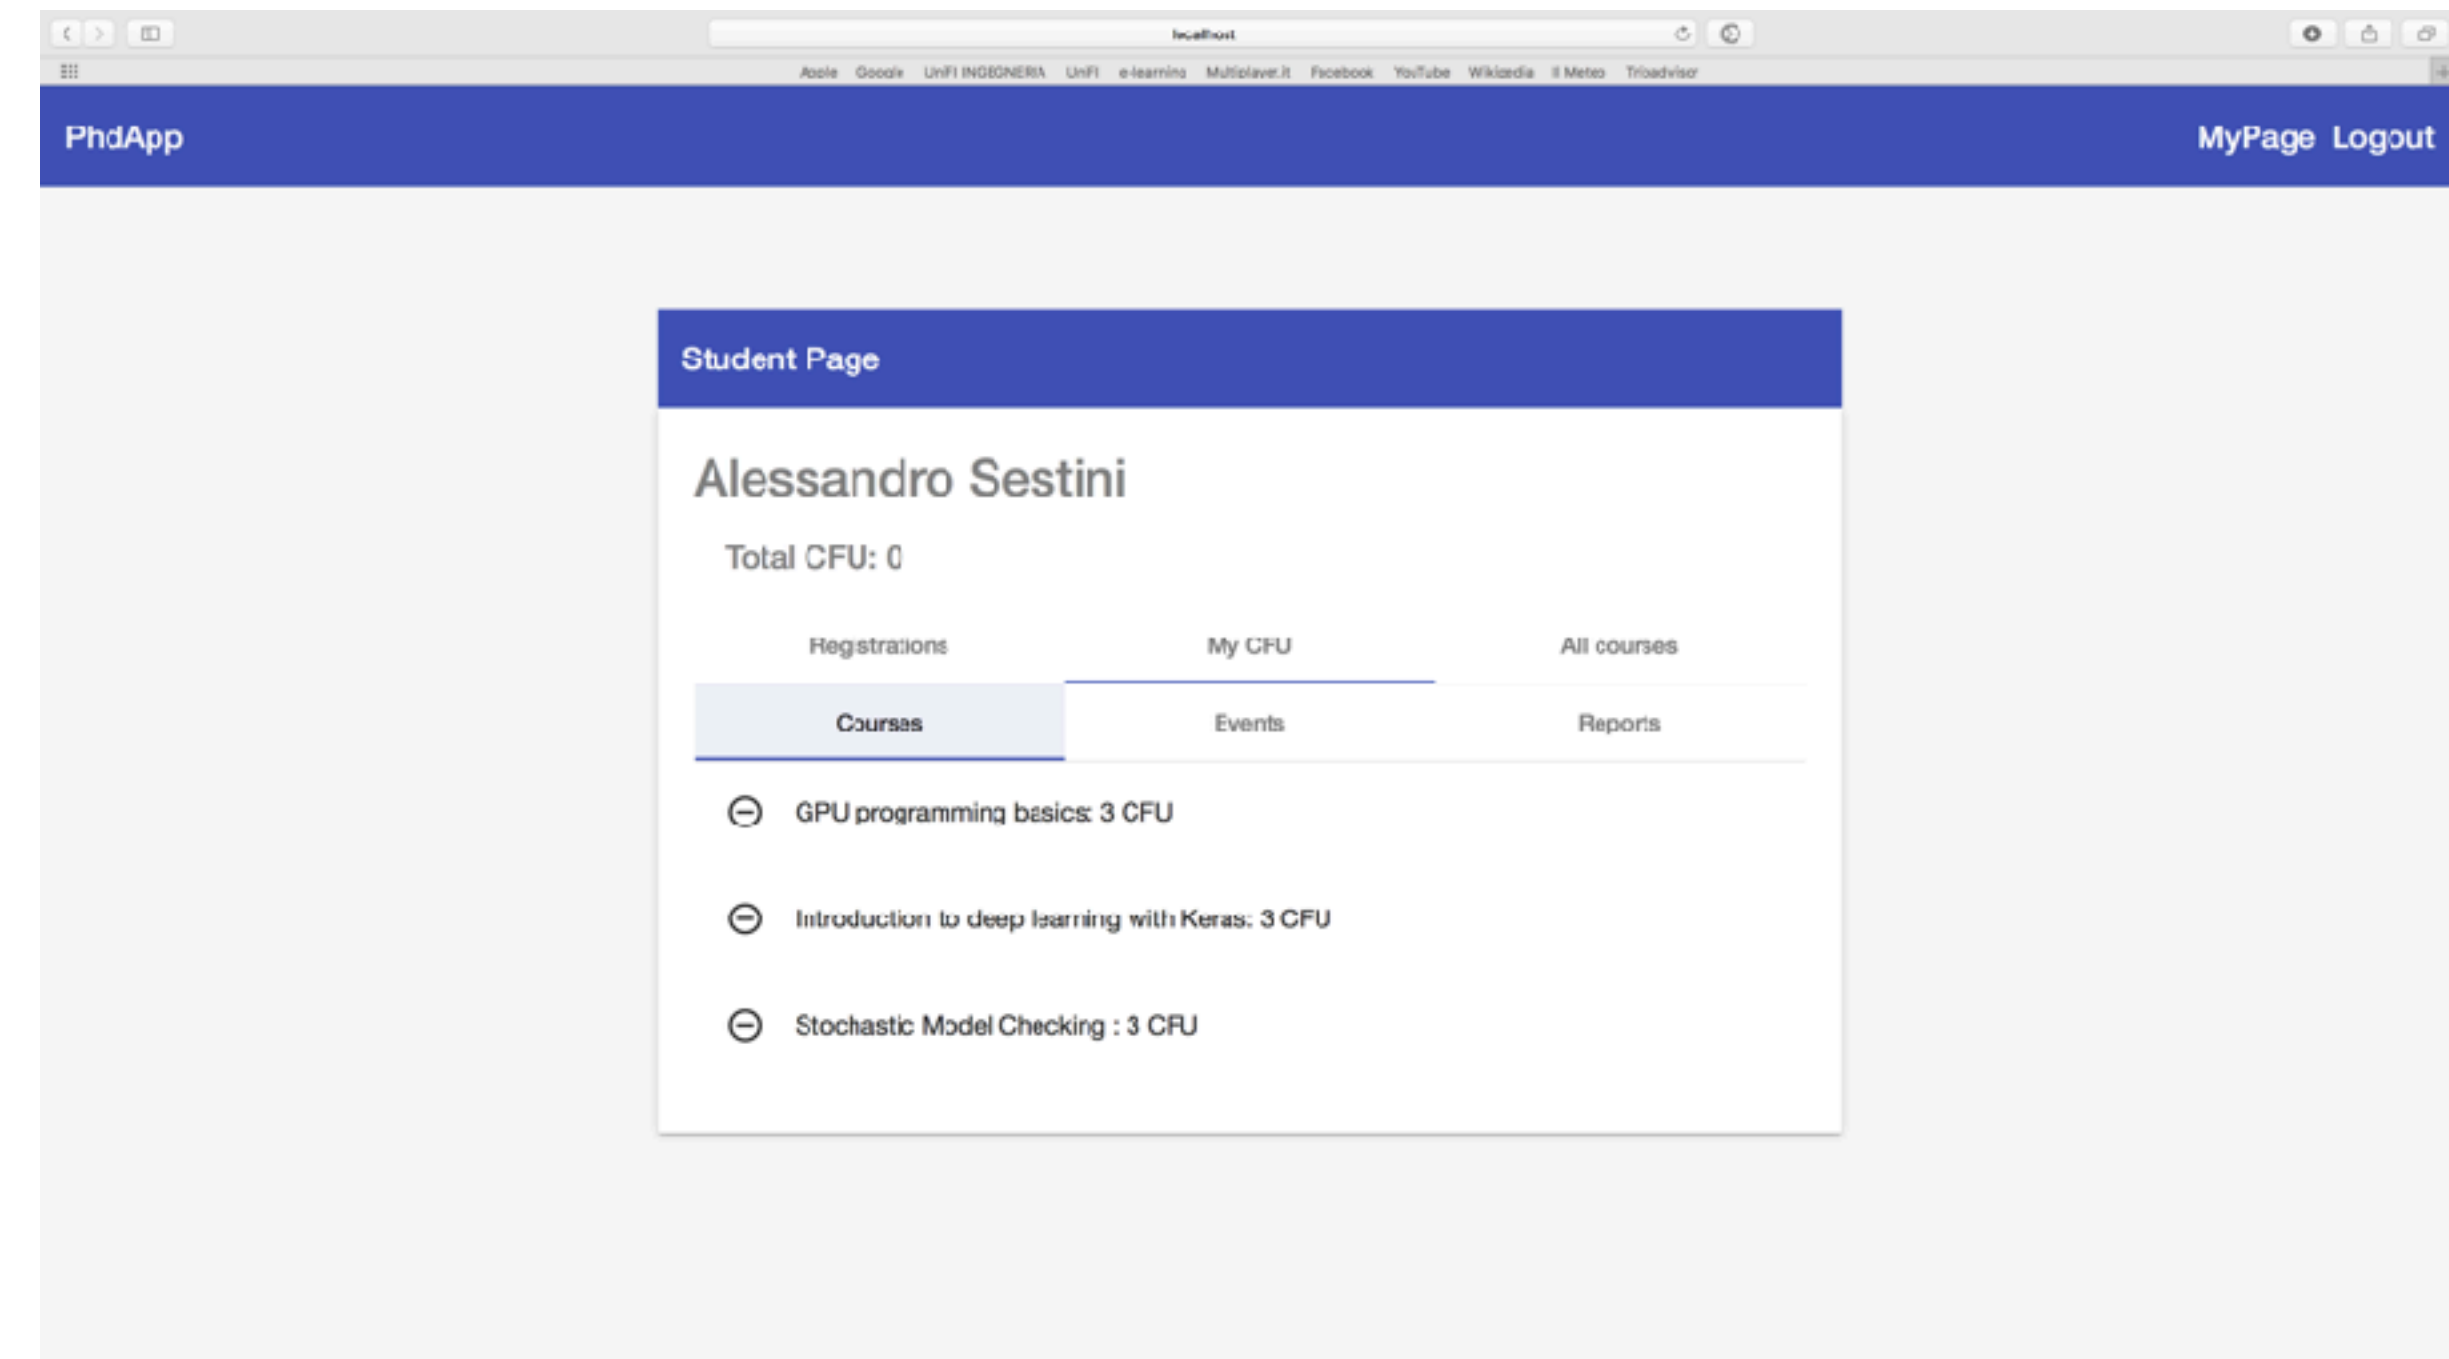 localhost
Apple Google UniFI INGEGNERIA UniFI e-learning Multiplayer.it Facebook YouTube Wikipedia Il Meteo Tripadvisor
PhdApp MyPage Logout
Student Page
Alessandro Sestini
Total CFU: 0
Registrations My CFU All courses
Courses Events Reports
GPU programming basics: 3 CFU
Introduction to deep learning with Keras: 3 CFU
Stochastic Model Checking : 3 CFU